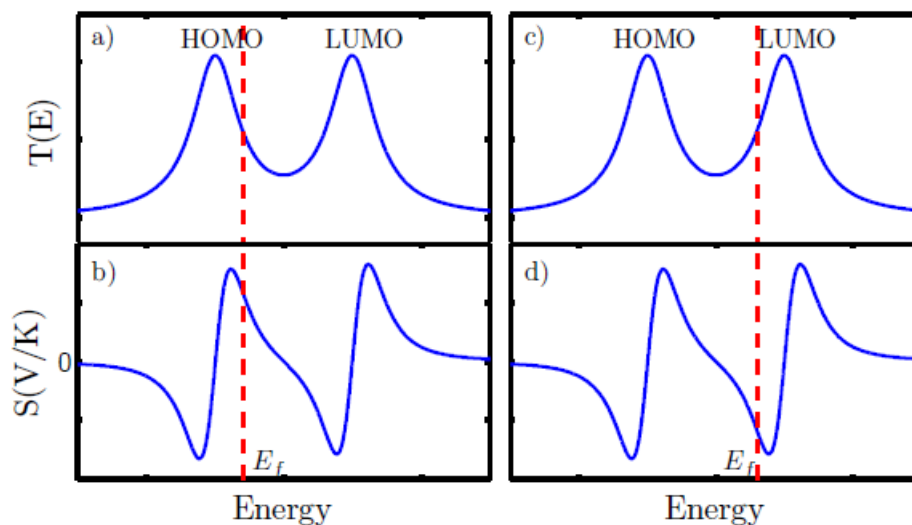 a) HOMO LUMO
c) HOMO LUMO
T(E)
b)
d)
S(V/K)
0
E_f
E_f
Energy
Energy